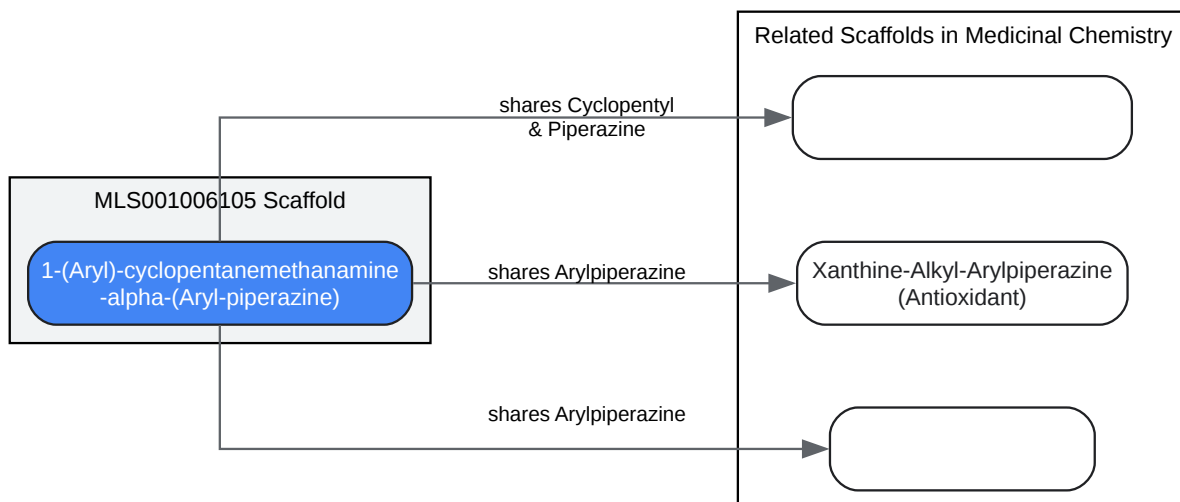 Related Scaffolds in Medicinal Chemistry
shares Cyclopentyl
& Piperazine
MLS001006105 Scaffold
1-(Aryl)-cyclopentanemethanamine
-alpha-(Aryl-piperazine)
shares Arylpiperazine
Xanthine-Alkyl-Arylpiperazine
(Antioxidant)
shares Arylpiperazine